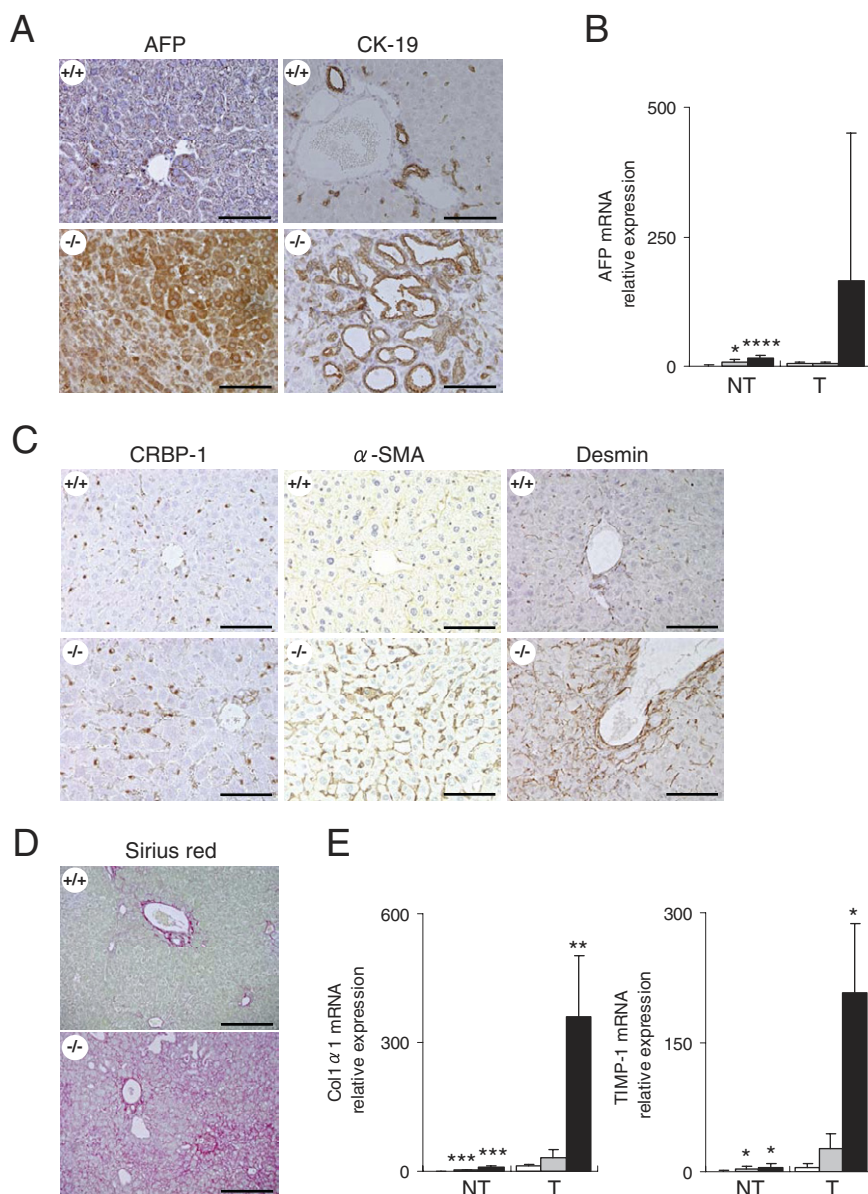 A
AFP
CK-19
+/+
+/+
-/-
-/-
B
500
250
0
AFP mRNA
relative expression
* ****
NT
T
C
CRBP-1
α-SMA
Desmin
+/+
+/+
+/+
-/-
-/-
-/-
D
Sirius red
+/+
-/-
E
600
300
0
Col1α1 mRNA
relative expression
*** ***
**
NT
T
300
150
0
TIMP-1 mRNA
relative expression
* *
*
NT
T